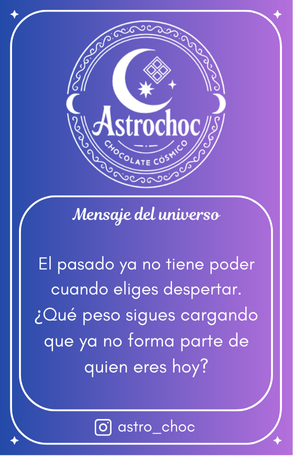 Astrochoc
CHOCOLATE CÓSMICO
Mensaje del universo
El pasado ya no tiene poder
cuando eliges despertar.
¿Qué peso sigues cargando
que ya no forma parte de
quien eres hoy?
astro_choc